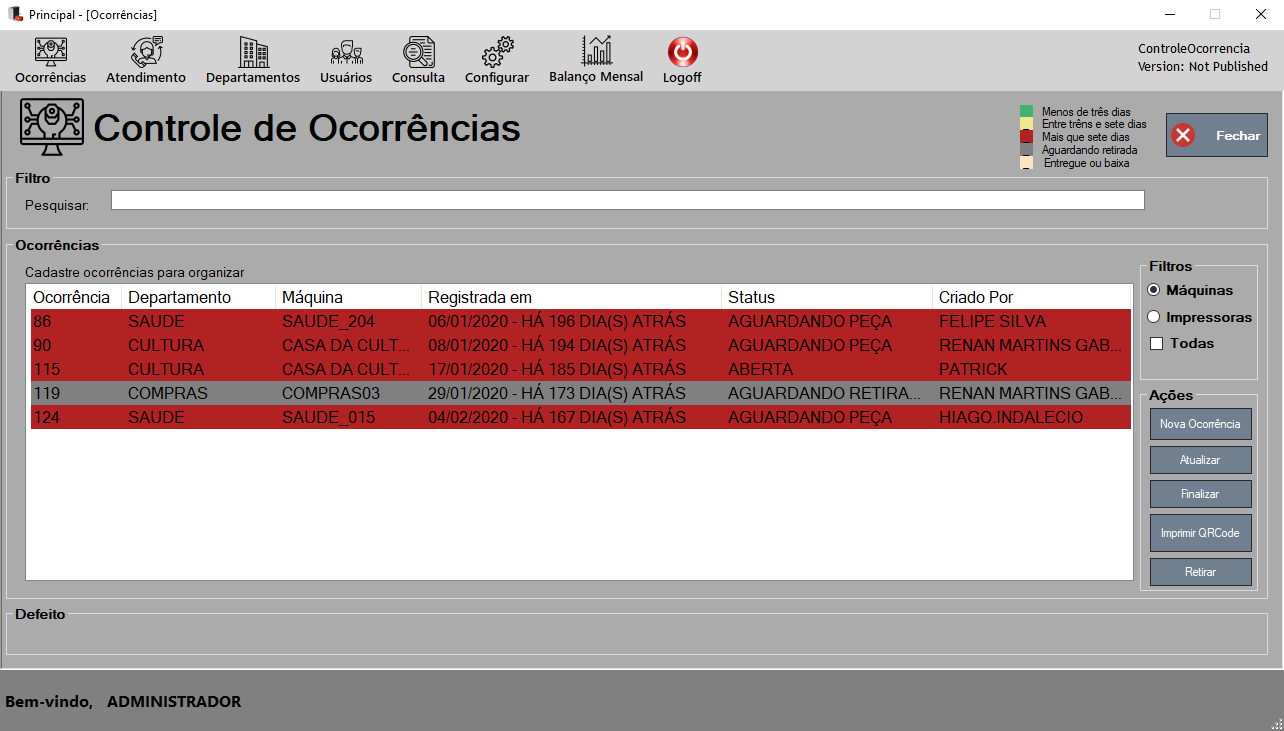 Principal - [Ocorrências]
Ocorrências Atendimento Departamentos Usuários Consulta Configurar Balanço Mensal Logoff
ControleOcorrencia
Version: Not Published
Controle de Ocorrências
Menos de três dias
Entre trêns e sete dias
Mais que sete dias
Aguardando retirada
Entregue ou baixa
Fechar
Filtro
Pesquisar:
Ocorrências
Cadastre ocorrências para organizar
Ocorrência Departamento Máquina Registrada em Status Criado Por
86 SAUDE SAUDE_204 06/01/2020 - HÁ 196 DIA(S) ATRÁS AGUARDANDO PEÇA FELIPE SILVA
90 CULTURA CASA DA CULT... 08/01/2020 - HÁ 194 DIA(S) ATRÁS AGUARDANDO PEÇA RENAN MARTINS GAB...
115 CULTURA CASA DA CULT... 17/01/2020 - HÁ 185 DIA(S) ATRÁS ABERTA PATRICK
119 COMPRAS COMPRAS03 29/01/2020 - HÁ 173 DIA(S) ATRÁS AGUARDANDO RETIRA... RENAN MARTINS GAB...
124 SAUDE SAUDE_015 04/02/2020 - HÁ 167 DIA(S) ATRÁS AGUARDANDO PEÇA HIAGO.INDALECIO
Filtros
Máquinas
Impressoras
Todas
Ações
Nova Ocorrência
Atualizar
Finalizar
Imprimir QRCode
Retirar
Defeito
Bem-vindo, ADMINISTRADOR